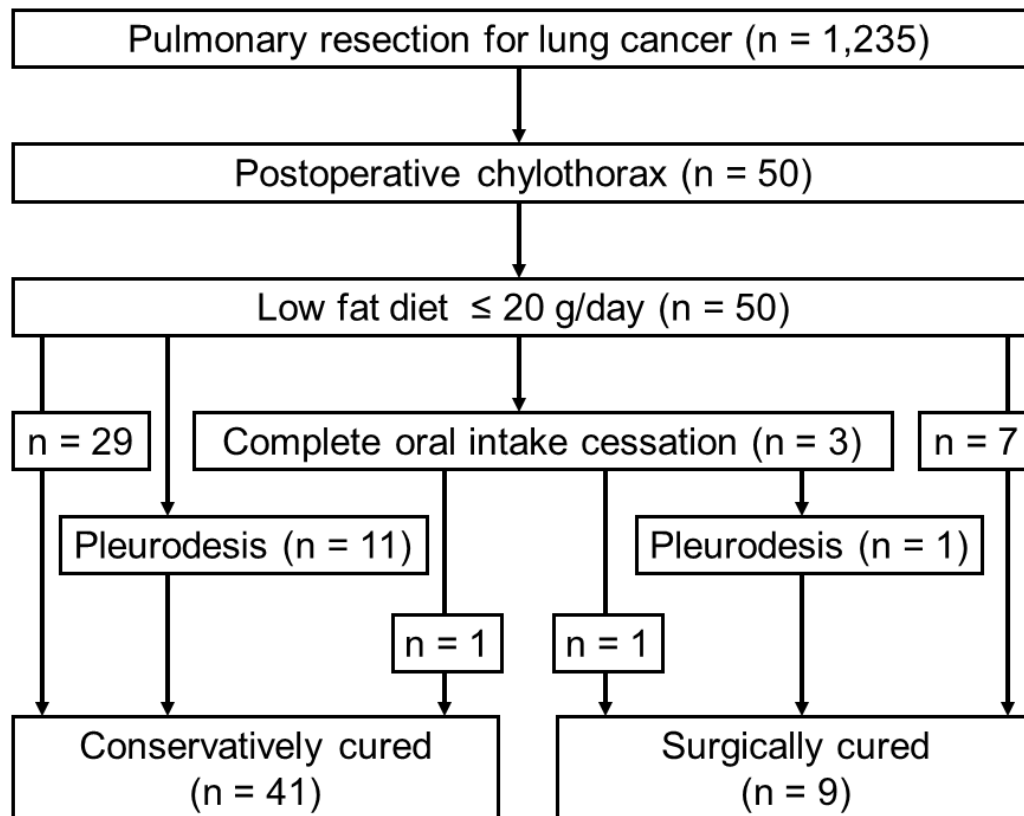 Pulmonary resection for lung cancer (n = 1,235)
Postoperative chylothorax (n = 50)
Low fat diet ≤ 20 g/day (n = 50)
n = 29
Complete oral intake cessation (n = 3)
n = 7
Pleurodesis (n = 11)
Pleurodesis (n = 1)
n = 1
n = 1
Conservatively cured
(n = 41)
Surgically cured
(n = 9)